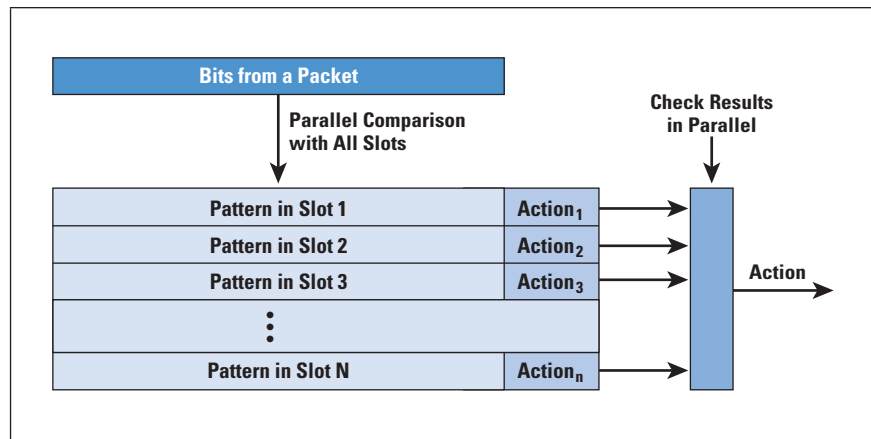 Bits from a Packet
Parallel Comparison
with All Slots
Check Results
in Parallel
Pattern in Slot 1 Action₁
Pattern in Slot 2 Action₂
Pattern in Slot 3 Action₃
Action
Pattern in Slot N Actionₙ